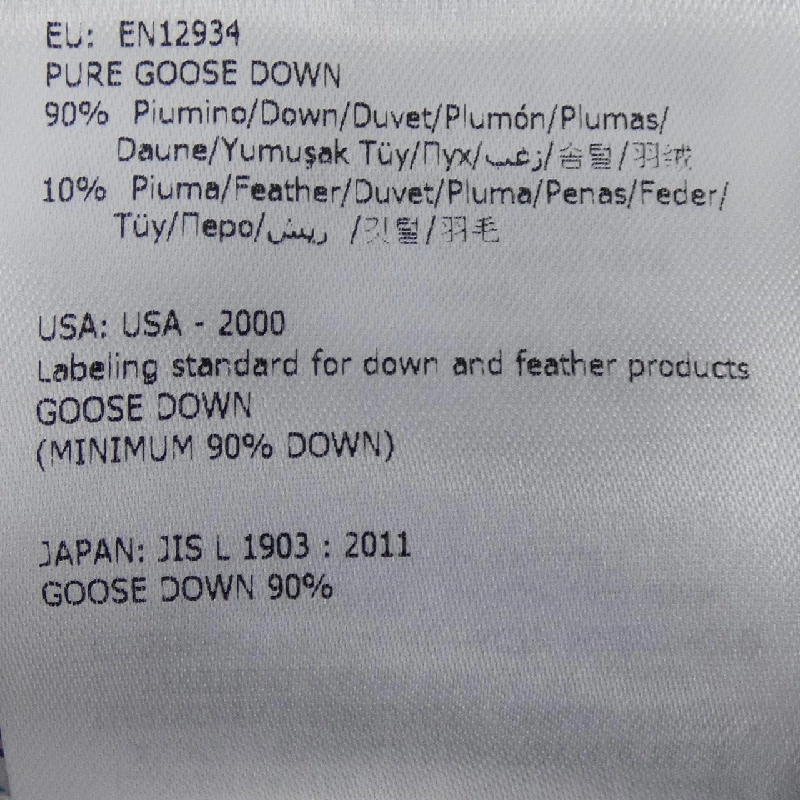 EU: EN12934
PURE GOOSE DOWN
90% Piumino/Down/Duvet/Plumón/Plumas/
Daune/Yumuşak Tüy/Пух/زغب/솜털/羽绒
10% Piuma/Feather/Duvet/Pluma/Penas/Feder/
Tüy/Перо/ريش /깃털/羽毛
USA: USA - 2000
Labeling standard for down and feather products
GOOSE DOWN
(MINIMUM 90% DOWN)
JAPAN: JIS L 1903 : 2011
GOOSE DOWN 90%